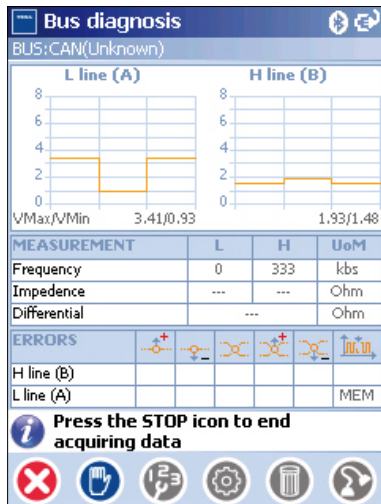 Bus diagnosis
BUS:CAN(Unknown)
L line (A) H line (B)
8 8
6 6
4 4
2 2
0 0
VMax/VMin 3.41/0.93 1.93/1.48
MEASUREMENT L H UoM
Frequency 0 333 kbs
Impedence --- --- Ohm
Differential --- Ohm
ERRORS
H line (B)
L line (A) MEM
Press the STOP icon to end
acquiring data